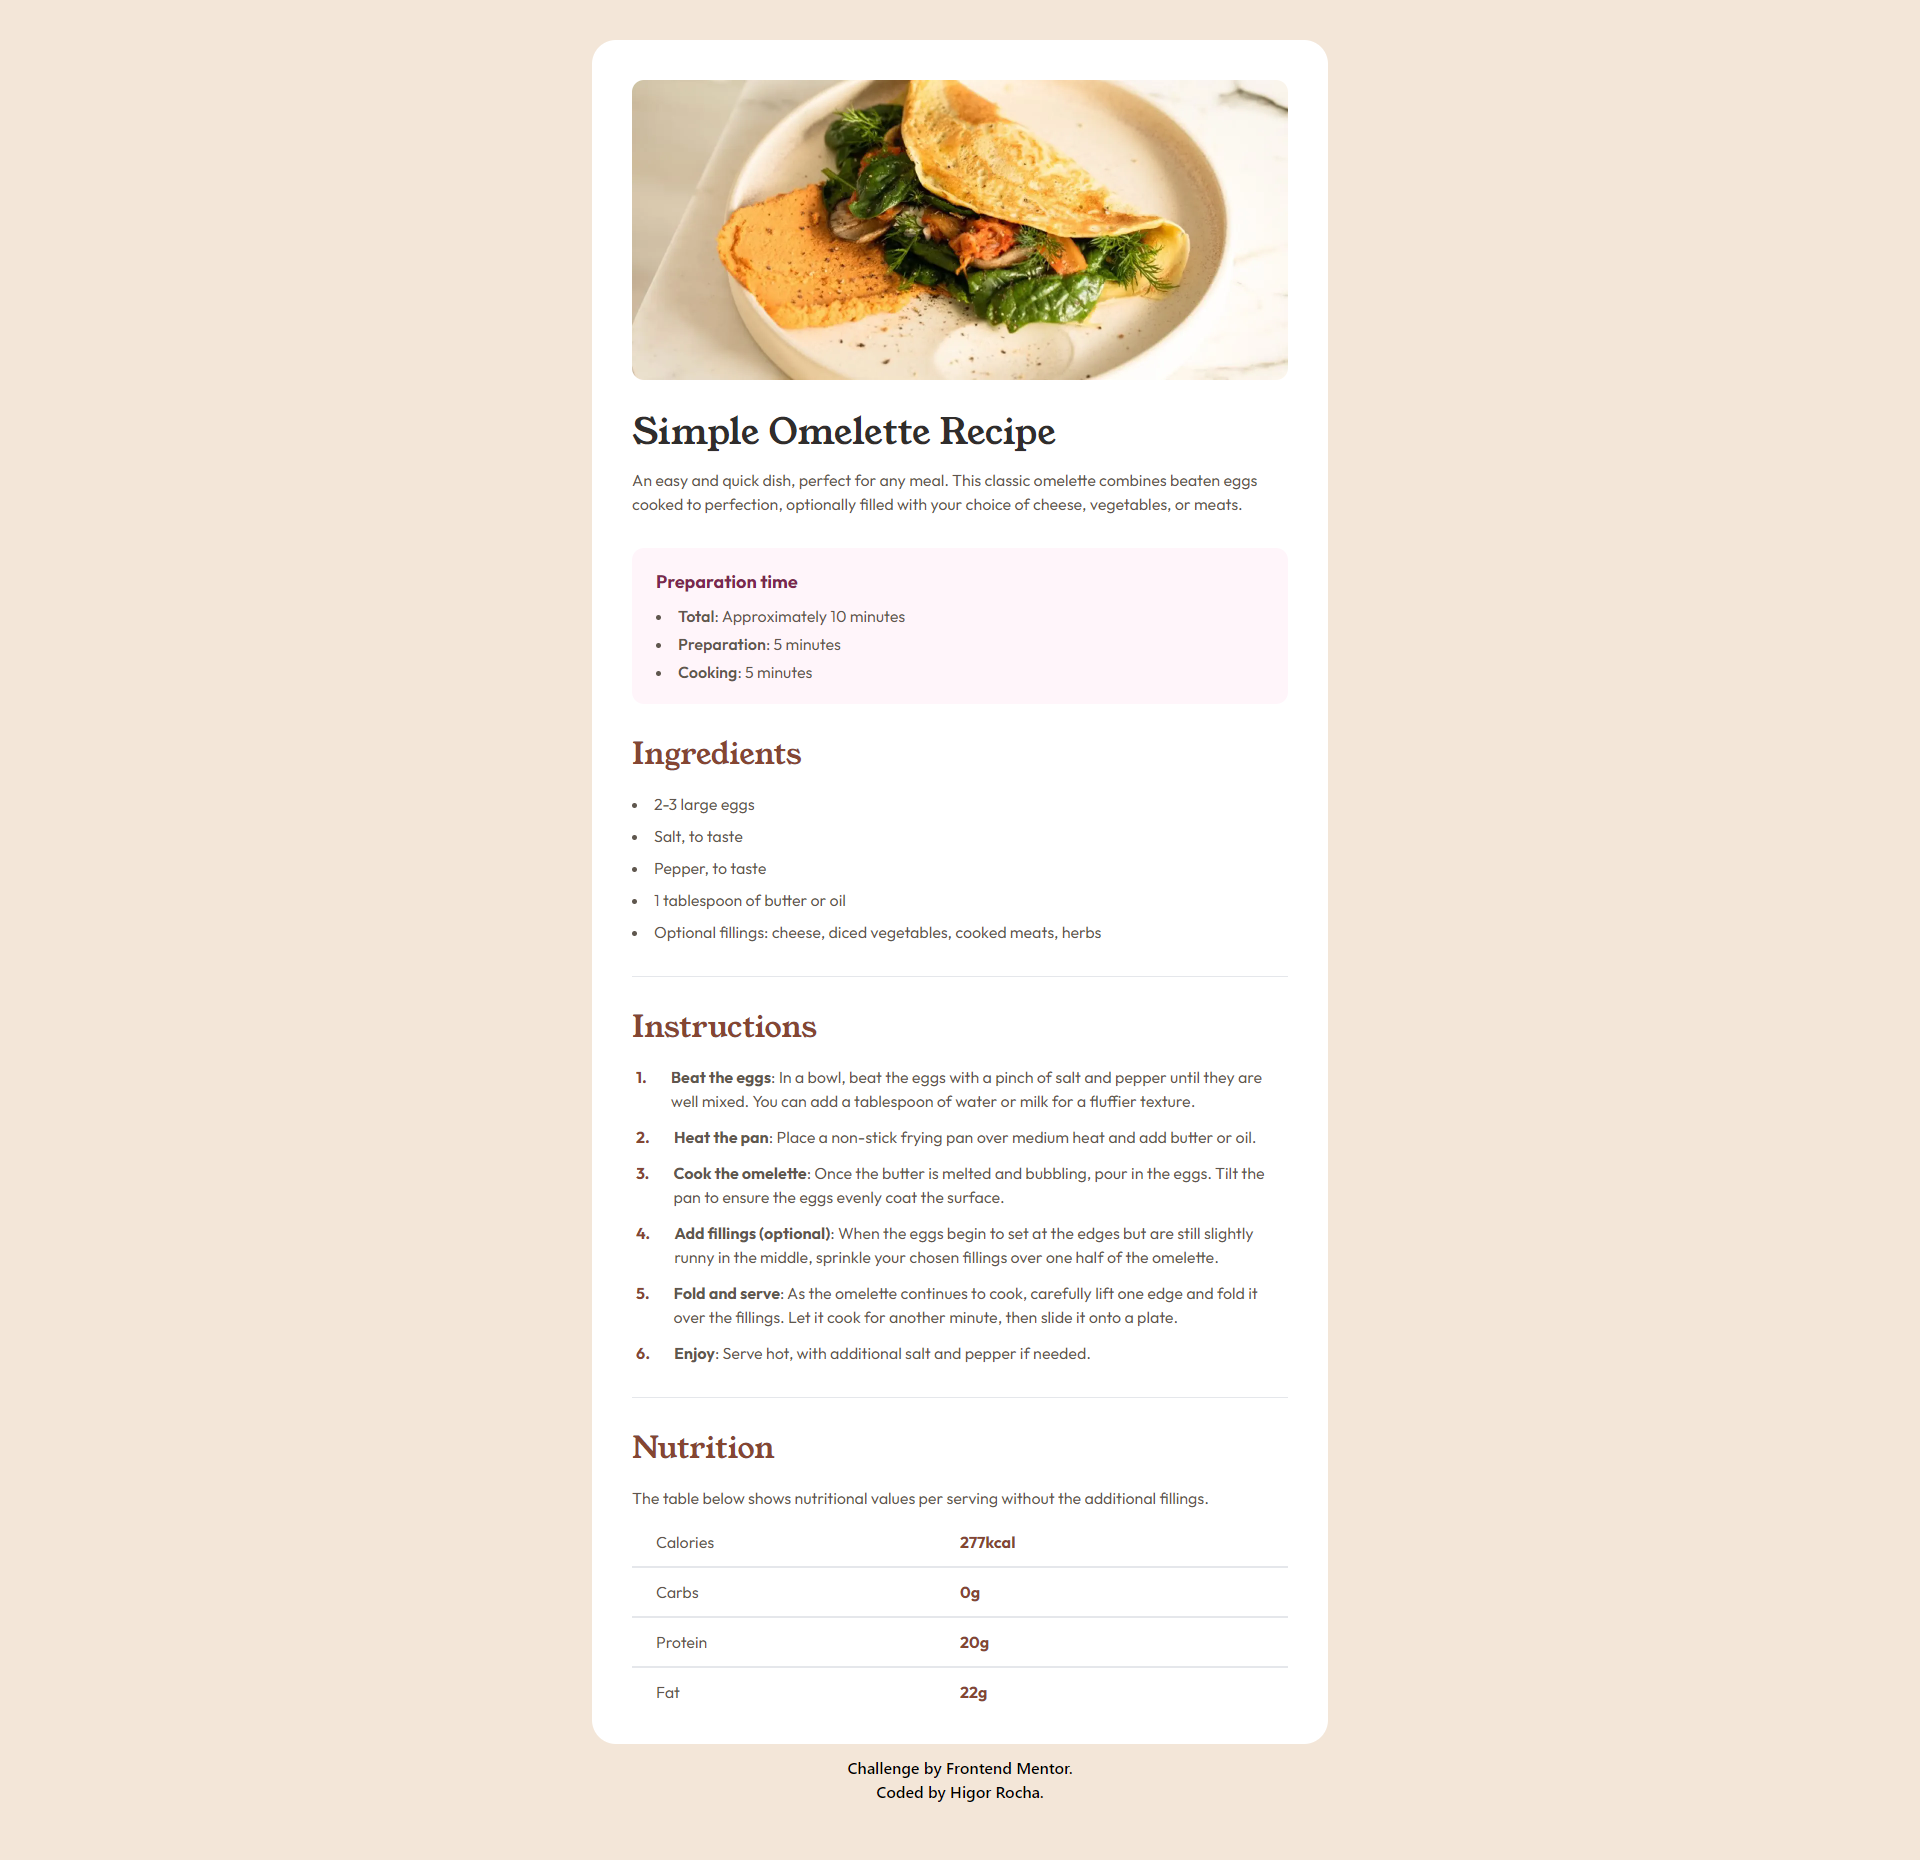 Simple Omelette Recipe
An easy and quick dish, perfect for any meal. This classic omelette combines beaten eggs
cooked to perfection, optionally filled with your choice of cheese, vegetables, or meats.
Preparation time
• Total: Approximately 10 minutes
• Preparation: 5 minutes
• Cooking: 5 minutes
Ingredients
• 2-3 large eggs
• Salt, to taste
• Pepper, to taste
• 1 tablespoon of butter or oil
• Optional fillings: cheese, diced vegetables, cooked meats, herbs
Instructions
1. Beat the eggs: In a bowl, beat the eggs with a pinch of salt and pepper until they are
well mixed. You can add a tablespoon of water or milk for a fluffier texture.
2. Heat the pan: Place a non-stick frying pan over medium heat and add butter or oil.
3. Cook the omelette: Once the butter is melted and bubbling, pour in the eggs. Tilt the
pan to ensure the eggs evenly coat the surface.
4. Add fillings (optional): When the eggs begin to set at the edges but are still slightly
runny in the middle, sprinkle your chosen fillings over one half of the omelette.
5. Fold and serve: As the omelette continues to cook, carefully lift one edge and fold it
over the fillings. Let it cook for another minute, then slide it onto a plate.
6. Enjoy: Serve hot, with additional salt and pepper if needed.
Nutrition
The table below shows nutritional values per serving without the additional fillings.
Calories 277kcal
Carbs 0g
Protein 20g
Fat 22g
Challenge by Frontend Mentor.
Coded by Higor Rocha.